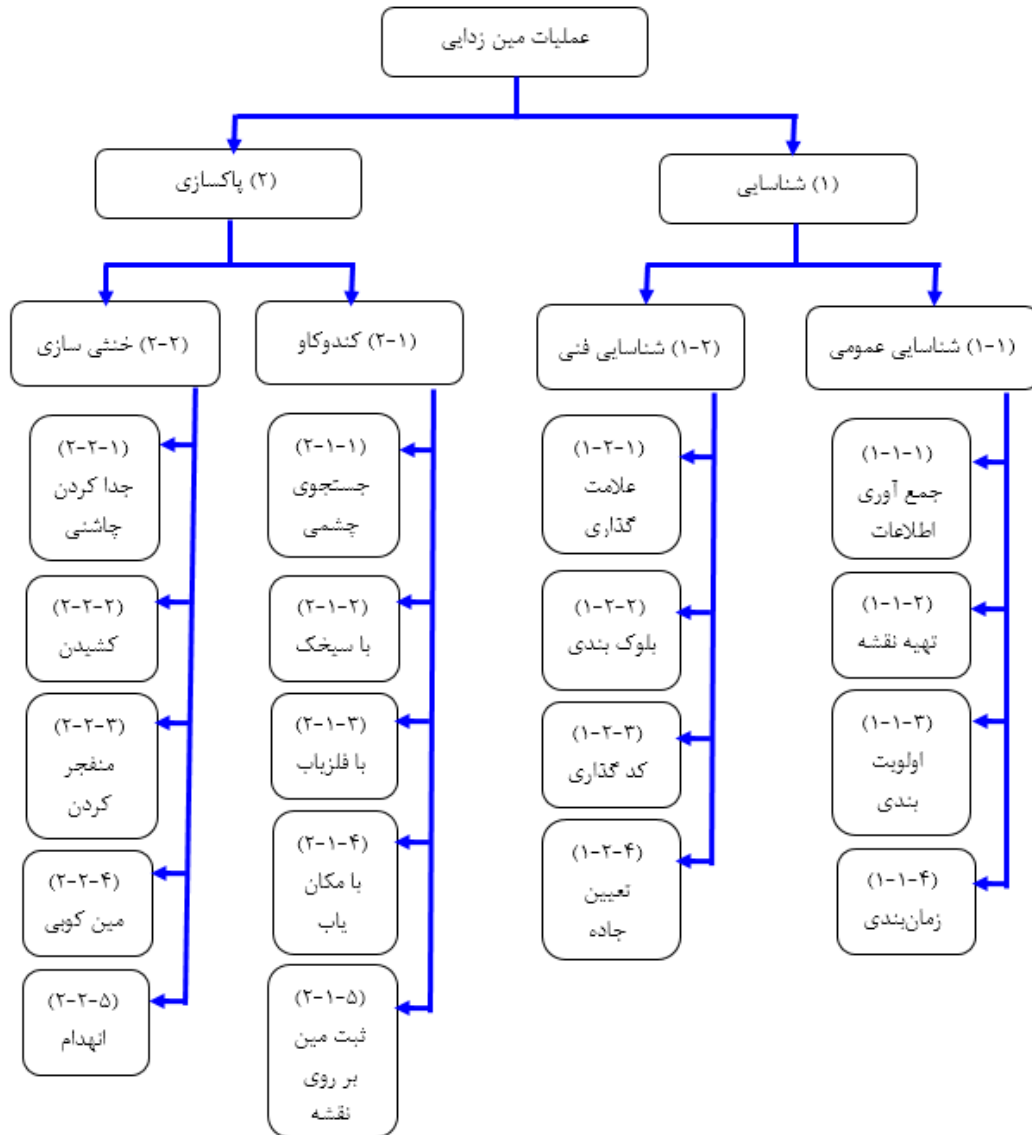 عملیات مین زدایی
(۱) شناسایی
(۲) پاکسازی
(۱-۱) شناسایی عمومی
(۱-۲) شناسایی فنی
(۲-۱) کندوکاو
(۲-۲) خنثی سازی
(۱-۱-۱)
جمع آوری
اطلاعات
(۱-۱-۲)
تهیه نقشه
(۱-۱-۳)
اولویت
بندی
(۱-۱-۴)
زمان‌بندی
(۱-۲-۱)
علامت
گذاری
(۱-۲-۲)
بلوک بندی
(۱-۲-۳)
کد گذاری
(۱-۲-۴)
تعیین
جاده
(۲-۱-۱)
جستجوی
چشمی
(۲-۱-۲)
با سیخک
(۲-۱-۳)
با فلزیاب
(۲-۱-۴)
با مکان
یاب
(۲-۱-۵)
ثبت مین
بر روی
نقشه
(۲-۲-۱)
جدا کردن
چاشنی
(۲-۲-۲)
کشیدن
(۲-۲-۳)
منفجر
کردن
(۲-۲-۴)
مین کوبی
(۲-۲-۵)
انهدام